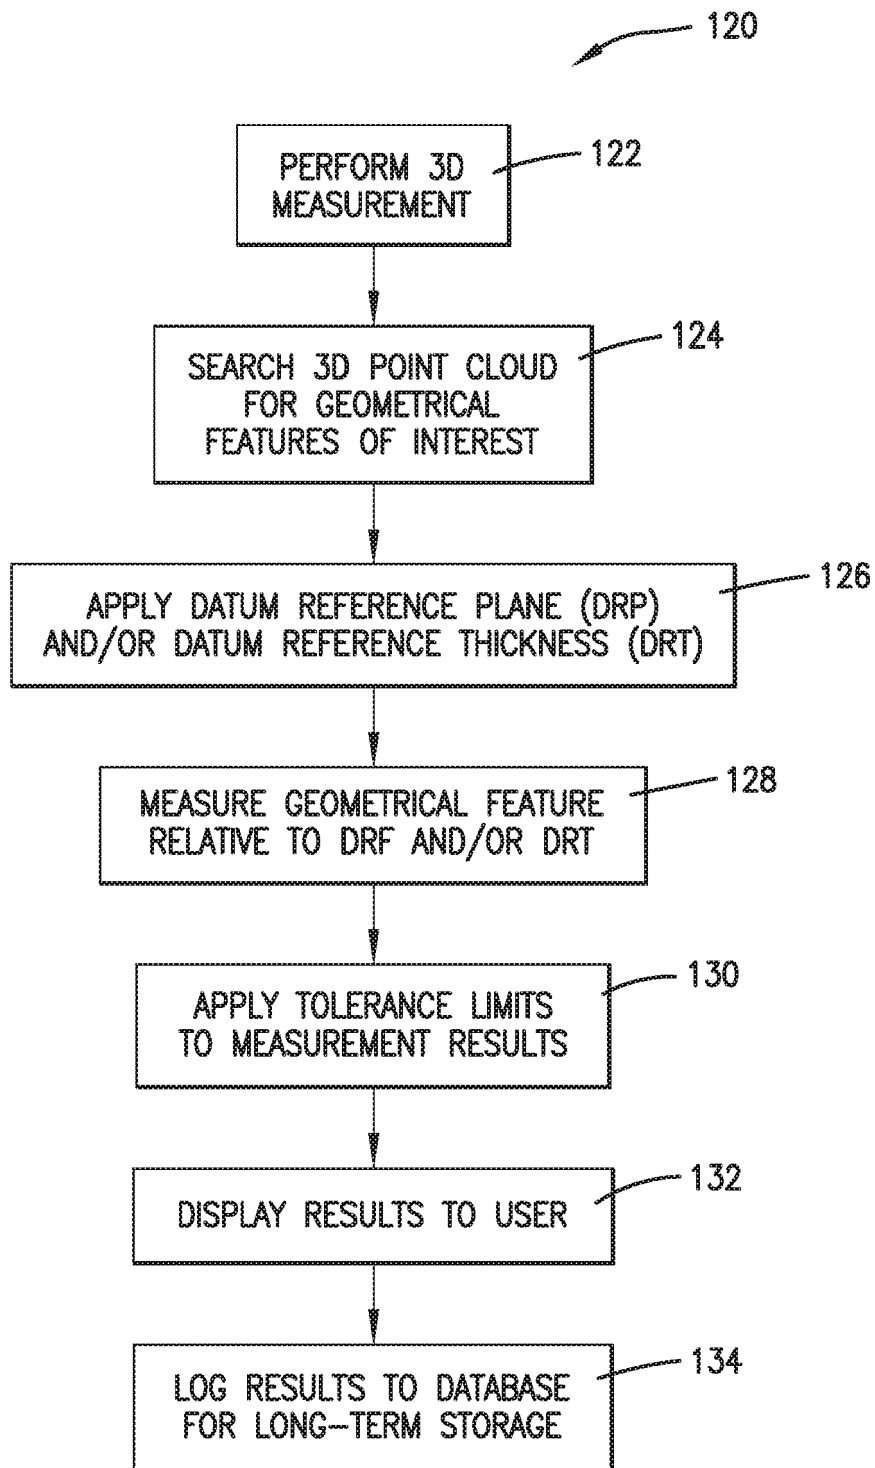 120
PERFORM 3D
MEASUREMENT
122
SEARCH 3D POINT CLOUD
FOR GEOMETRICAL
FEATURES OF INTEREST
124
APPLY DATUM REFERENCE PLANE (DRP)
AND/OR DATUM REFERENCE THICKNESS (DRT)
126
MEASURE GEOMETRICAL FEATURE
RELATIVE TO DRF AND/OR DRT
128
APPLY TOLERANCE LIMITS
TO MEASUREMENT RESULTS
130
DISPLAY RESULTS TO USER
132
LOG RESULTS TO DATABASE
FOR LONG-TERM STORAGE
134